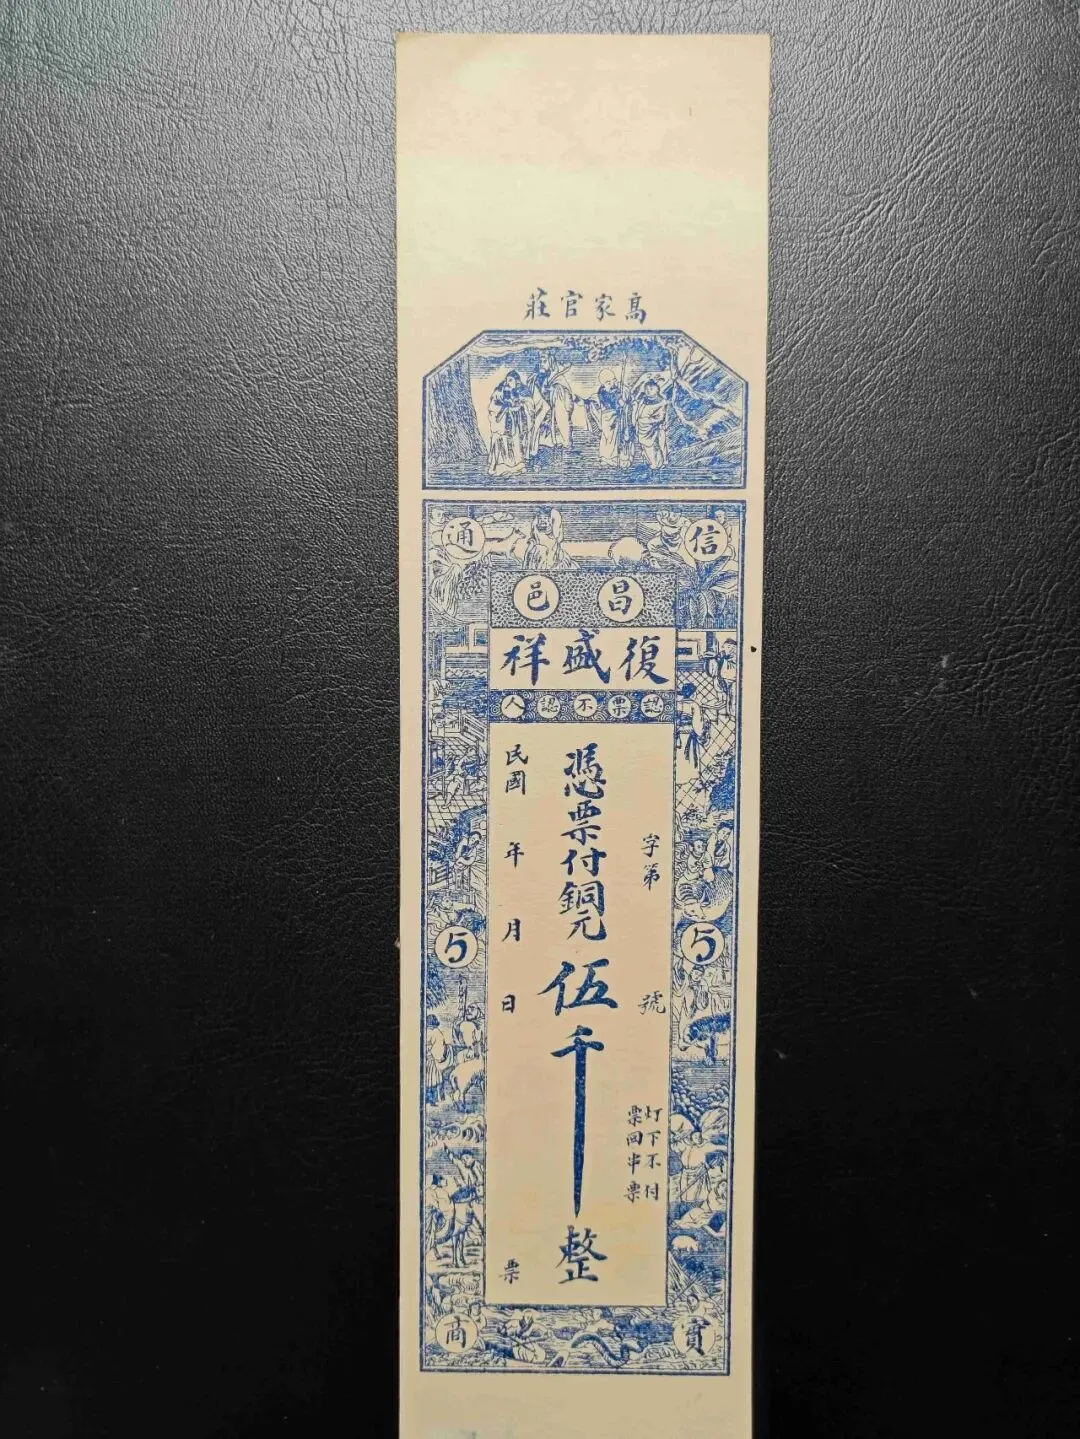 高家官莊
信通
昌邑
復盛祥
認票不認人
字第 號
灯下不付
票回串票
憑票付銅元伍千整
民國 年 月 日 票
5 5
實商